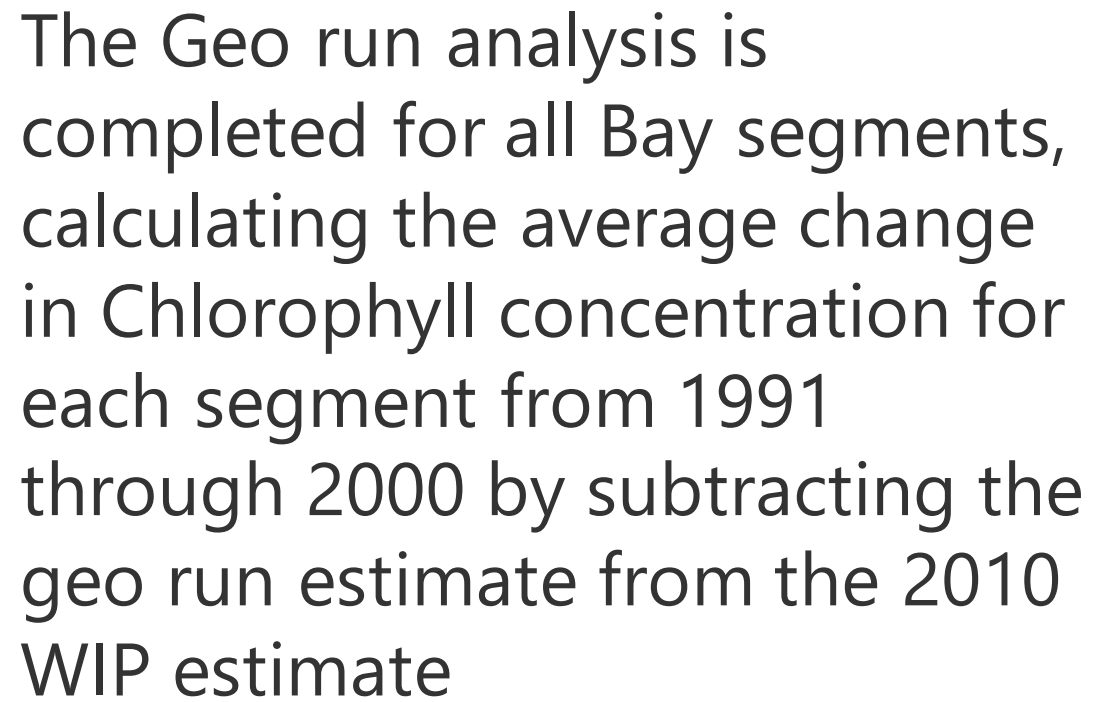 The Geo run analysis is
completed for all Bay segments,
calculating the average change
in Chlorophyll concentration for
each segment from 1991
through 2000 by subtracting the
geo run estimate from the 2010
WIP estimate